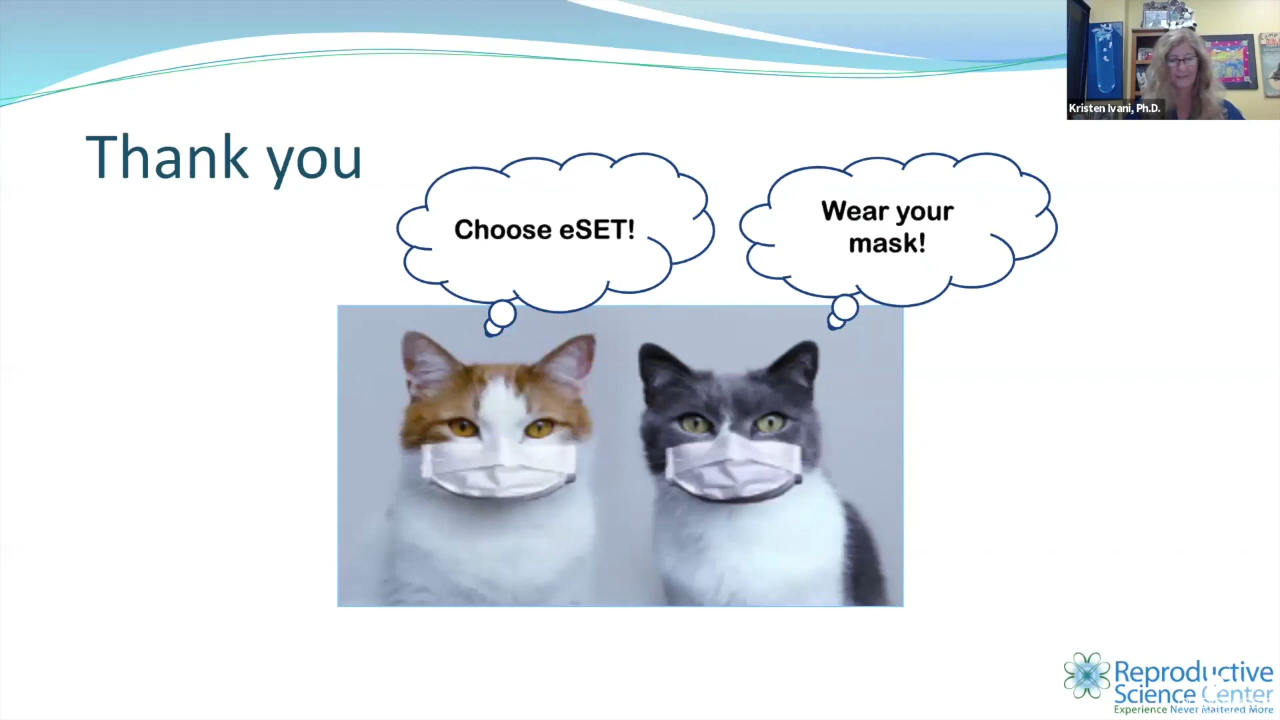 Kristen Ivani, Ph.D.
Thank you
Choose eSET!
Wear your
mask!
Reproductive
Science Center
Experience Never Mattered More